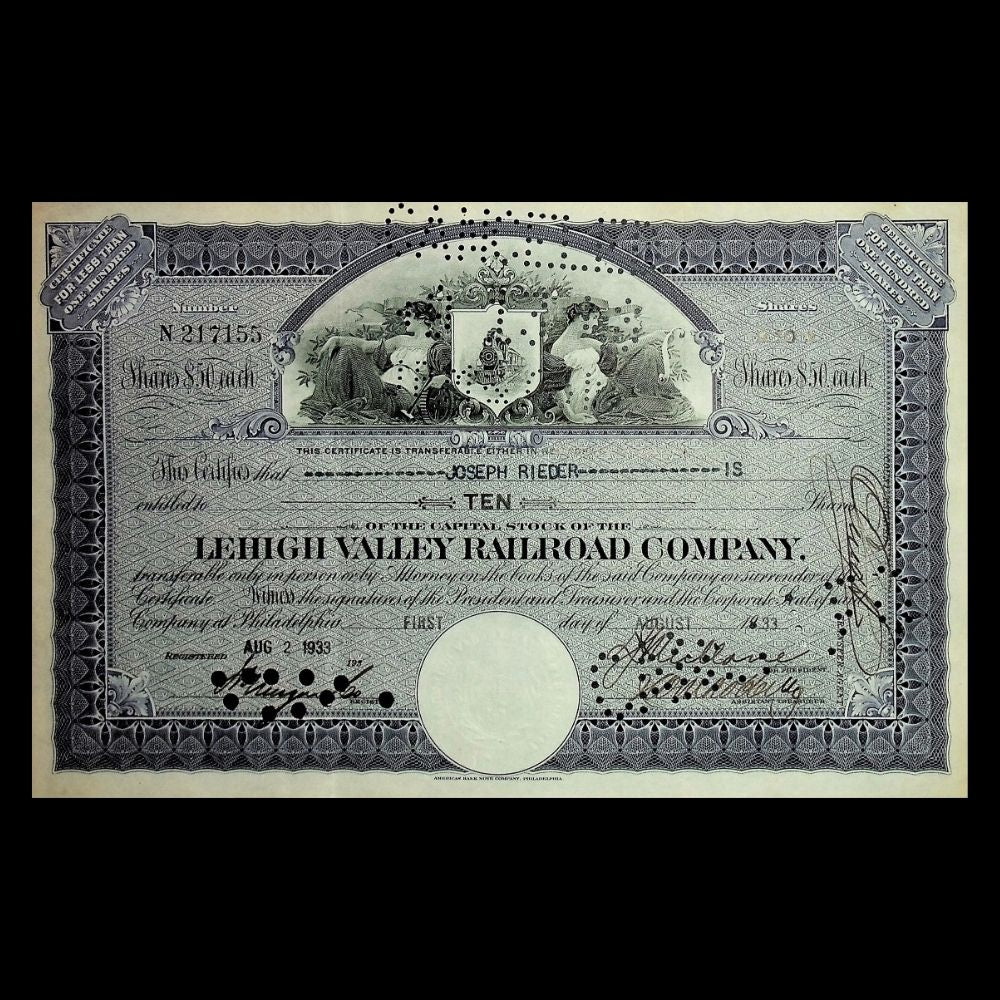 CERTIFICATE
FOR LESS THAN
ONE HUNDRED
SHARES
CERTIFICATE
FOR LESS THAN
ONE HUNDRED
SHARES
Number
Shares
N 217155
Shares $50 each
Shares $50 each
THIS CERTIFICATE IS TRANSFERABLE EITHER IN
This Certifies that JOSEPH RIEDER IS
entitled to TEN Shares
OF THE CAPITAL STOCK OF THE
LEHIGH VALLEY RAILROAD COMPANY.
transferable only in person or by Attorney on the books of the said Company on surrender of
Certificate Witness the signatures of the President and Treasurer and the Corporate Seal of
Company at Philadelphia FIRST day of AUGUST 1933
REGISTERED AUG 2 1933
PRESIDENT
ASSISTANT TREASURER
AMERICAN BANK NOTE COMPANY, PHILADELPHIA.